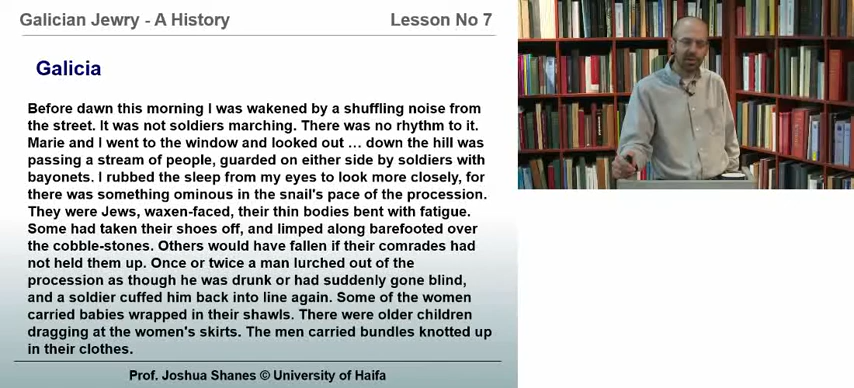 Galician Jewry - A History
Lesson No 7
Galicia
Before dawn this morning I was wakened by a shuffling noise from
the street. It was not soldiers marching. There was no rhythm to it.
Marie and I went to the window and looked out … down the hill was
passing a stream of people, guarded on either side by soldiers with
bayonets. I rubbed the sleep from my eyes to look more closely, for
there was something ominous in the snail's pace of the procession.
They were Jews, waxen-faced, their thin bodies bent with fatigue.
Some had taken their shoes off, and limped along barefooted over
the cobble-stones. Others would have fallen if their comrades had
not held them up. Once or twice a man lurched out of the
procession as though he was drunk or had suddenly gone blind,
and a soldier cuffed him back into line again. Some of the women
carried babies wrapped in their shawls. There were older children
dragging at the women's skirts. The men carried bundles knotted up
in their clothes.
Prof. Joshua Shanes © University of Haifa